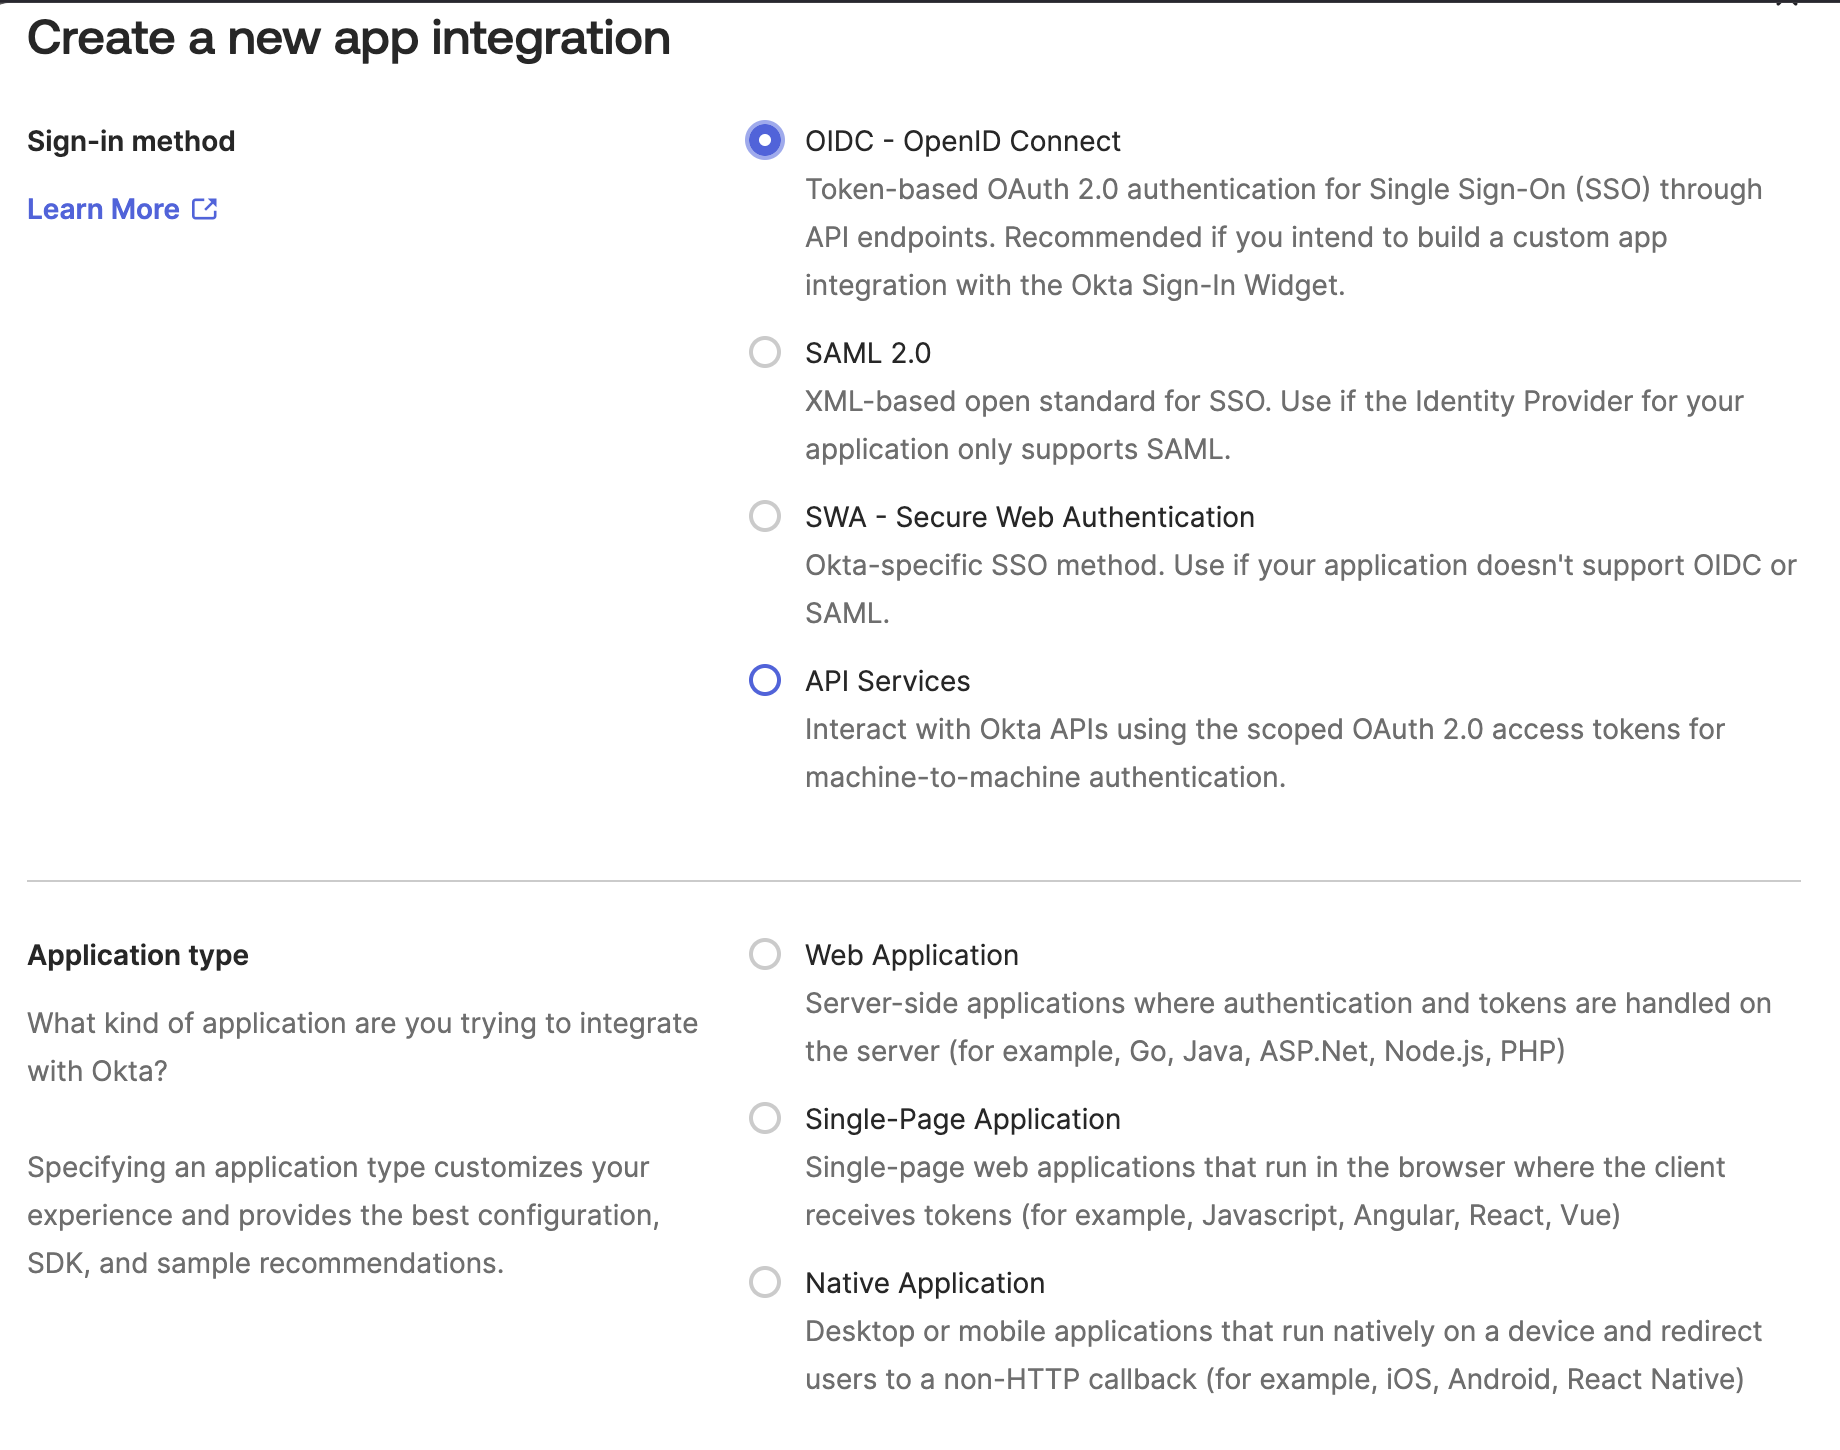 Create a new app integration
Sign-in method
Learn More
OIDC - OpenID Connect
Token-based OAuth 2.0 authentication for Single Sign-On (SSO) through
API endpoints. Recommended if you intend to build a custom app
integration with the Okta Sign-In Widget.
SAML 2.0
XML-based open standard for SSO. Use if the Identity Provider for your
application only supports SAML.
SWA - Secure Web Authentication
Okta-specific SSO method. Use if your application doesn't support OIDC or
SAML.
API Services
Interact with Okta APIs using the scoped OAuth 2.0 access tokens for
machine-to-machine authentication.
Application type
What kind of application are you trying to integrate
with Okta?
Specifying an application type customizes your
experience and provides the best configuration,
SDK, and sample recommendations.
Web Application
Server-side applications where authentication and tokens are handled on
the server (for example, Go, Java, ASP.Net, Node.js, PHP)
Single-Page Application
Single-page web applications that run in the browser where the client
receives tokens (for example, Javascript, Angular, React, Vue)
Native Application
Desktop or mobile applications that run natively on a device and redirect
users to a non-HTTP callback (for example, iOS, Android, React Native)